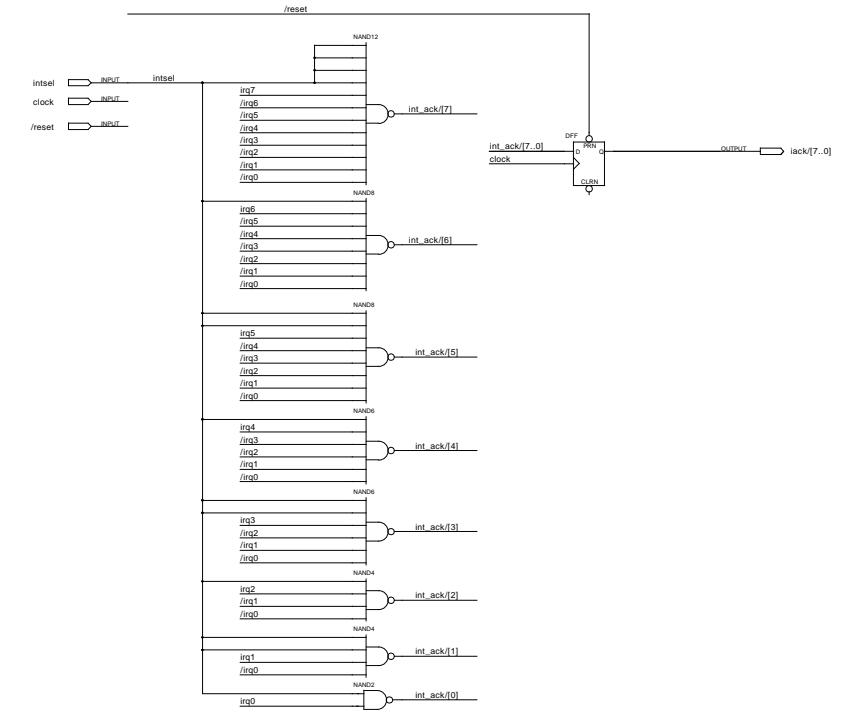 /reset
NAND12
intsel INPUT intsel
clock INPUT
/reset INPUT
irq7
/irq6
/irq5
/irq4
/irq3
/irq2
/irq1
/irq0
int_ack/[7]
DFF
int_ack/[7..0]
clock
PRN
D Q
CLRN
OUTPUT iack/[7..0]
NAND8
irq6
/irq5
/irq4
/irq3
/irq2
/irq1
/irq0
int_ack/[6]
NAND8
irq5
/irq4
/irq3
/irq2
/irq1
/irq0
int_ack/[5]
NAND6
irq4
/irq3
/irq2
/irq1
/irq0
int_ack/[4]
NAND6
irq3
/irq2
/irq1
/irq0
int_ack/[3]
NAND4
irq2
/irq1
/irq0
int_ack/[2]
NAND4
irq1
/irq0
int_ack/[1]
NAND2
irq0
int_ack/[0]